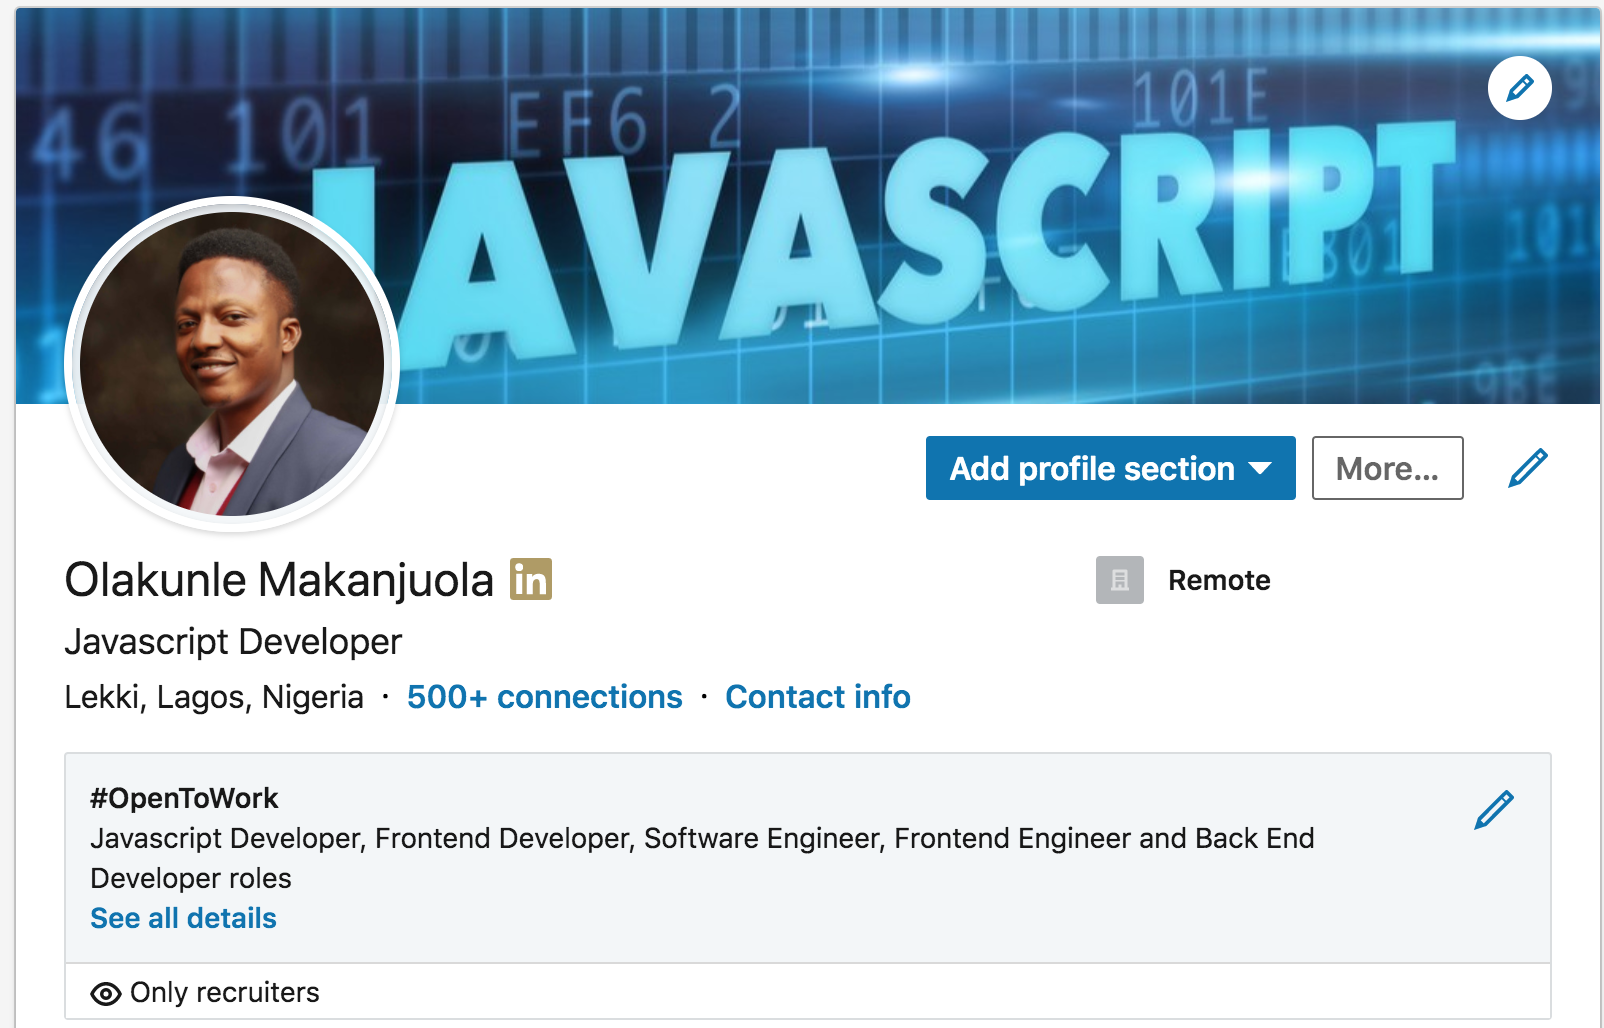 46 101 EF6 2 101E
JAVASCRIPT
Add profile section
More...
Olakunle Makanjuola in
Remote
Javascript Developer
Lekki, Lagos, Nigeria · 500+ connections · Contact info
#OpenToWork
Javascript Developer, Frontend Developer, Software Engineer, Frontend Engineer and Back End
Developer roles
See all details
Only recruiters